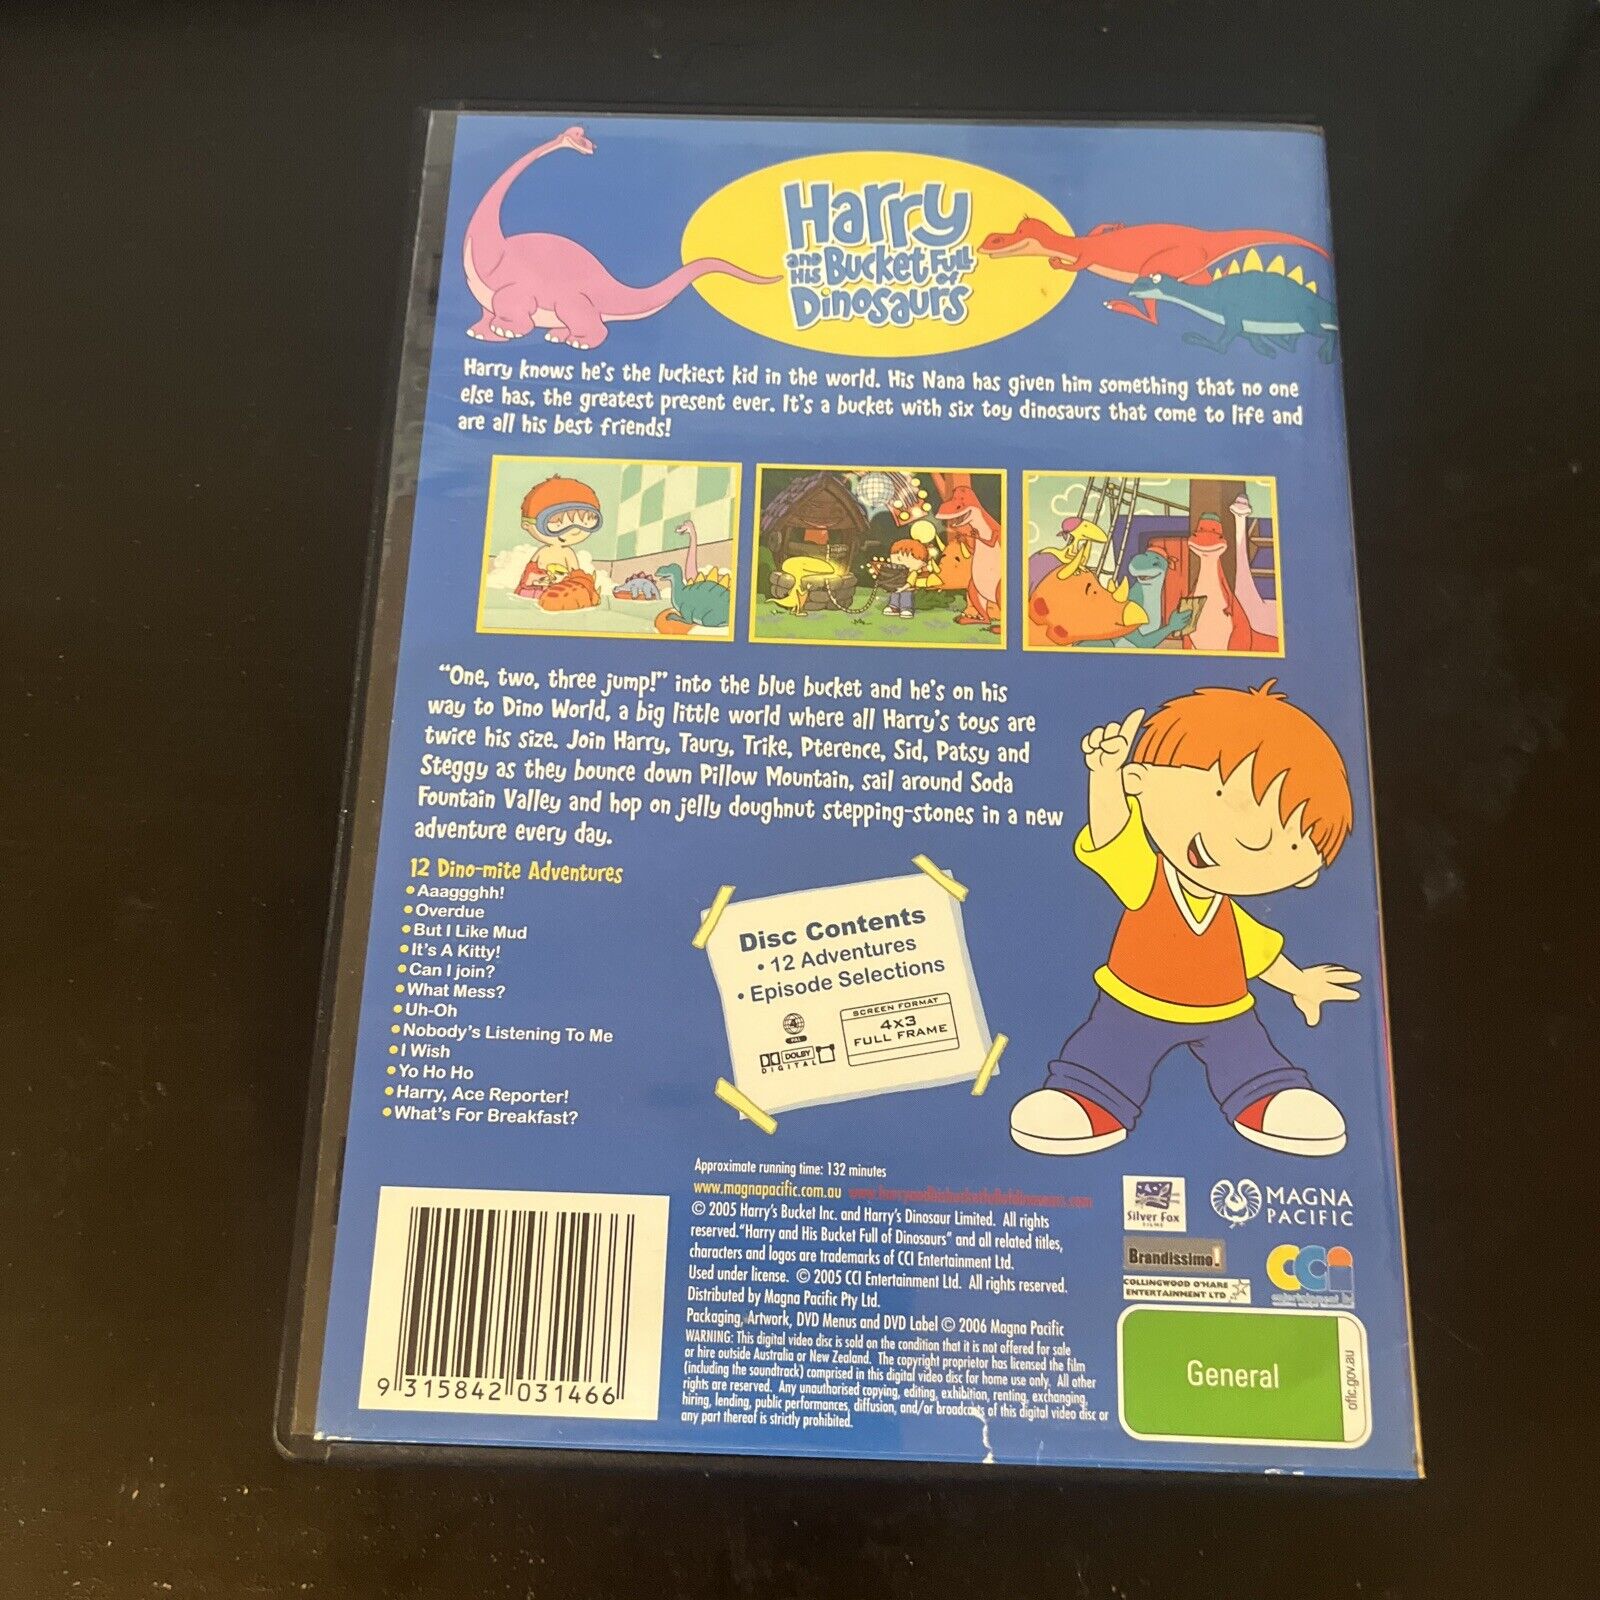 Harry
and His Bucket Full of
Dinosaurs
Harry knows he's the luckiest kid in the world. His Nana has given him something that no one
else has, the greatest present ever. It's a bucket with six toy dinosaurs that come to life and
are all his best friends!
"One, two, three jump!" into the blue bucket and he's on his
way to Dino World, a big little world where all Harry's toys are
twice his size. Join Harry, Taury, Trike, Pterence, Sid, Patsy and
Steggy as they bounce down Pillow Mountain, sail around Soda
Fountain Valley and hop on jelly doughnut stepping-stones in a new
adventure every day.
12 Dino-mite Adventures
• Aaaggghh!
• Overdue
• But I Like Mud
• It's A Kitty!
• Can I join?
• What Mess?
• Uh-Oh
• Nobody's Listening To Me
• I Wish
• Yo Ho Ho
• Harry, Ace Reporter!
• What's For Breakfast?
Disc Contents
• 12 Adventures
• Episode Selections
4
PAL
DOLBY
DIGITAL
SCREEN FORMAT
4x3
FULL FRAME
Approximate running time: 132 minutes
www.magnapacific.com.au www.harryandhisbucketfullofdinosaurs.com
© 2005 Harry's Bucket Inc. and Harry's Dinosaur Limited. All rights
reserved. "Harry and His Bucket Full of Dinosaurs" and all related titles,
characters and logos are trademarks of CCI Entertainment Ltd.
Used under license. © 2005 CCI Entertainment Ltd. All rights reserved.
Distributed by Magna Pacific Pty Ltd.
Packaging, Artwork, DVD Menus and DVD Label © 2006 Magna Pacific
WARNING: This digital video disc is sold on the condition that it is not offered for sale
or hire outside Australia or New Zealand. The copyright proprietor has licensed the film
(including the soundtrack) comprised in this digital video disc for home use only. All other
rights are reserved. Any unauthorised copying, editing, exhibition, renting, exchanging,
hiring, lending, public performances, diffusion, and/or broadcasts of this digital video disc or
any part thereof is strictly prohibited.
Silver Fox
FILMS
MAGNA
PACIFIC
Brandissimo!
COLLINGWOOD O'HARE
ENTERTAINMENT LTD
cci
entertainment ltd
General
oflc.gov.au
9 315842 031466